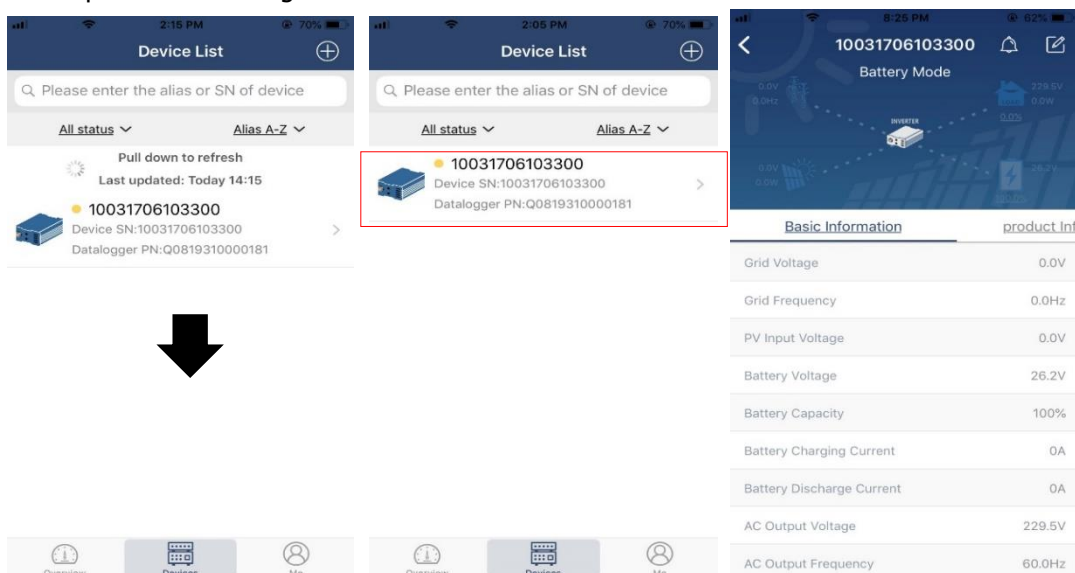 2:15 PM
70%
Device List
Please enter the alias or SN of device
All status
Alias A-Z
Pull down to refresh
Last updated: Today 14:15
10031706103300
Device SN:10031706103300
Datalogger PN:Q0819310000181
Devices
2:05 PM
70%
Device List
Please enter the alias or SN of device
All status
Alias A-Z
10031706103300
Device SN:10031706103300
Datalogger PN:Q0819310000181
Devices
8:25 PM
62%
10031706103300
Battery Mode
0.0V
0.0Hz
229.5V
0.0W
0.0%
INVERTER
0.0V
0.0W
26.2V
Basic Information
product Inf
Grid Voltage 0.0V
Grid Frequency 0.0Hz
PV Input Voltage 0.0V
Battery Voltage 26.2V
Battery Capacity 100%
Battery Charging Current 0A
Battery Discharge Current 0A
AC Output Voltage 229.5V
AC Output Frequency 60.0Hz